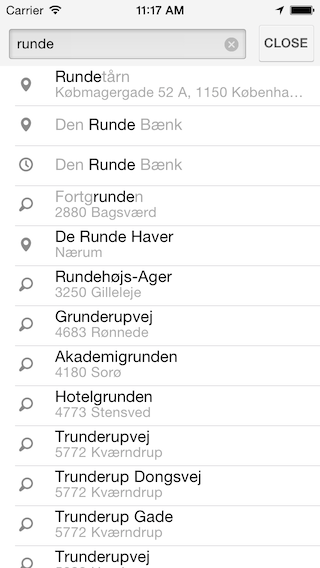 Carrier 11:17 AM
runde CLOSE
Rundetårn
Købmagergade 52 A, 1150 Københa…
Den Runde Bænk
Den Runde Bænk
Fortgrunden
2880 Bagsværd
De Runde Haver
Nærum
Rundehøjs-Ager
3250 Gilleleje
Grunderupvej
4683 Rønnede
Akademigrunden
4180 Sorø
Hotelgrunden
4773 Stensved
Trunderupvej
5772 Kværndrup
Trunderup Dongsvej
5772 Kværndrup
Trunderup Gade
5772 Kværndrup
Trunderupvej